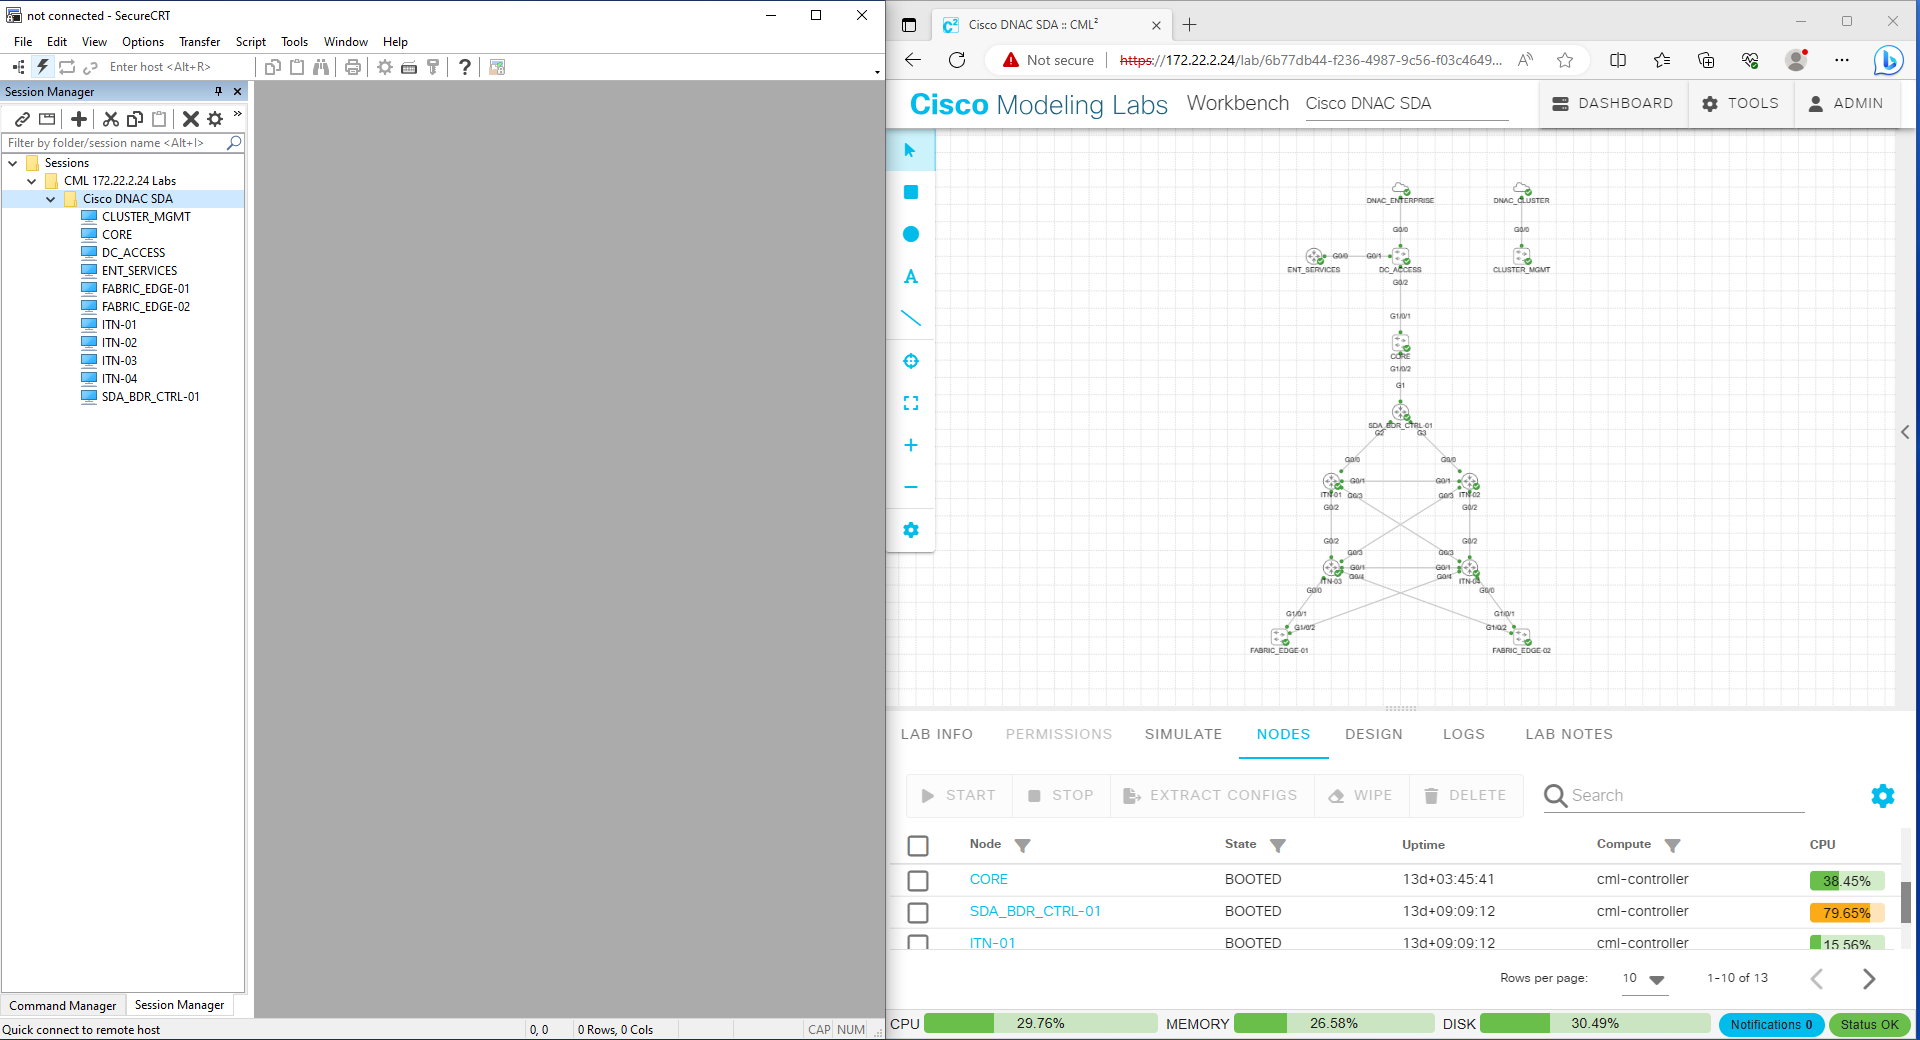 not connected - SecureCRT
File Edit View Options Transfer Script Tools Window Help
Enter host <Alt+R>
Session Manager
Filter by folder/session name <Alt+I>
Sessions
CML 172.22.2.24 Labs
Cisco DNAC SDA
CLUSTER_MGMT
CORE
DC_ACCESS
ENT_SERVICES
FABRIC_EDGE-01
FABRIC_EDGE-02
ITN-01
ITN-02
ITN-03
ITN-04
SDA_BDR_CTRL-01
Command Manager Session Manager
Quick connect to remote host 0, 0 0 Rows, 0 Cols CAP NUM
Cisco DNAC SDA :: CML²
Not secure https://172.22.2.24/lab/6b77db44-f236-4987-9c56-f03c4649...
Cisco Modeling Labs Workbench Cisco DNAC SDA DASHBOARD TOOLS ADMIN
DNAC_ENTERPRISE DNAC_CLUSTER
G0/0 G0/0
G0/0 G0/1
ENT_SERVICES DC_ACCESS CLUSTER_MGMT
G0/2
G1/0/1
CORE
G1/0/2
G1
SDA_BDR_CTRL-01
G2 G3
G0/0 G0/0
G0/1 G0/1
ITN-01 G0/3 G0/3 ITN-02
G0/2 G0/2
G0/2 G0/2
G0/3 G0/3
G0/1 G0/1
ITN-03 G0/4 G0/4 ITN-04
G0/0 G0/0
G1/0/1 G1/0/1
G1/0/2 G1/0/2
FABRIC_EDGE-01 FABRIC_EDGE-02
LAB INFO PERMISSIONS SIMULATE NODES DESIGN LOGS LAB NOTES
START STOP EXTRACT CONFIGS WIPE DELETE Search
Node State Uptime Compute CPU
CORE BOOTED 13d+03:45:41 cml-controller 38.45%
SDA_BDR_CTRL-01 BOOTED 13d+09:09:12 cml-controller 79.65%
ITN-01 BOOTED 13d+09:09:12 cml-controller 15.56%
Rows per page: 10 1-10 of 13
CPU 29.76% MEMORY 26.58% DISK 30.49% Notifications 0 Status OK